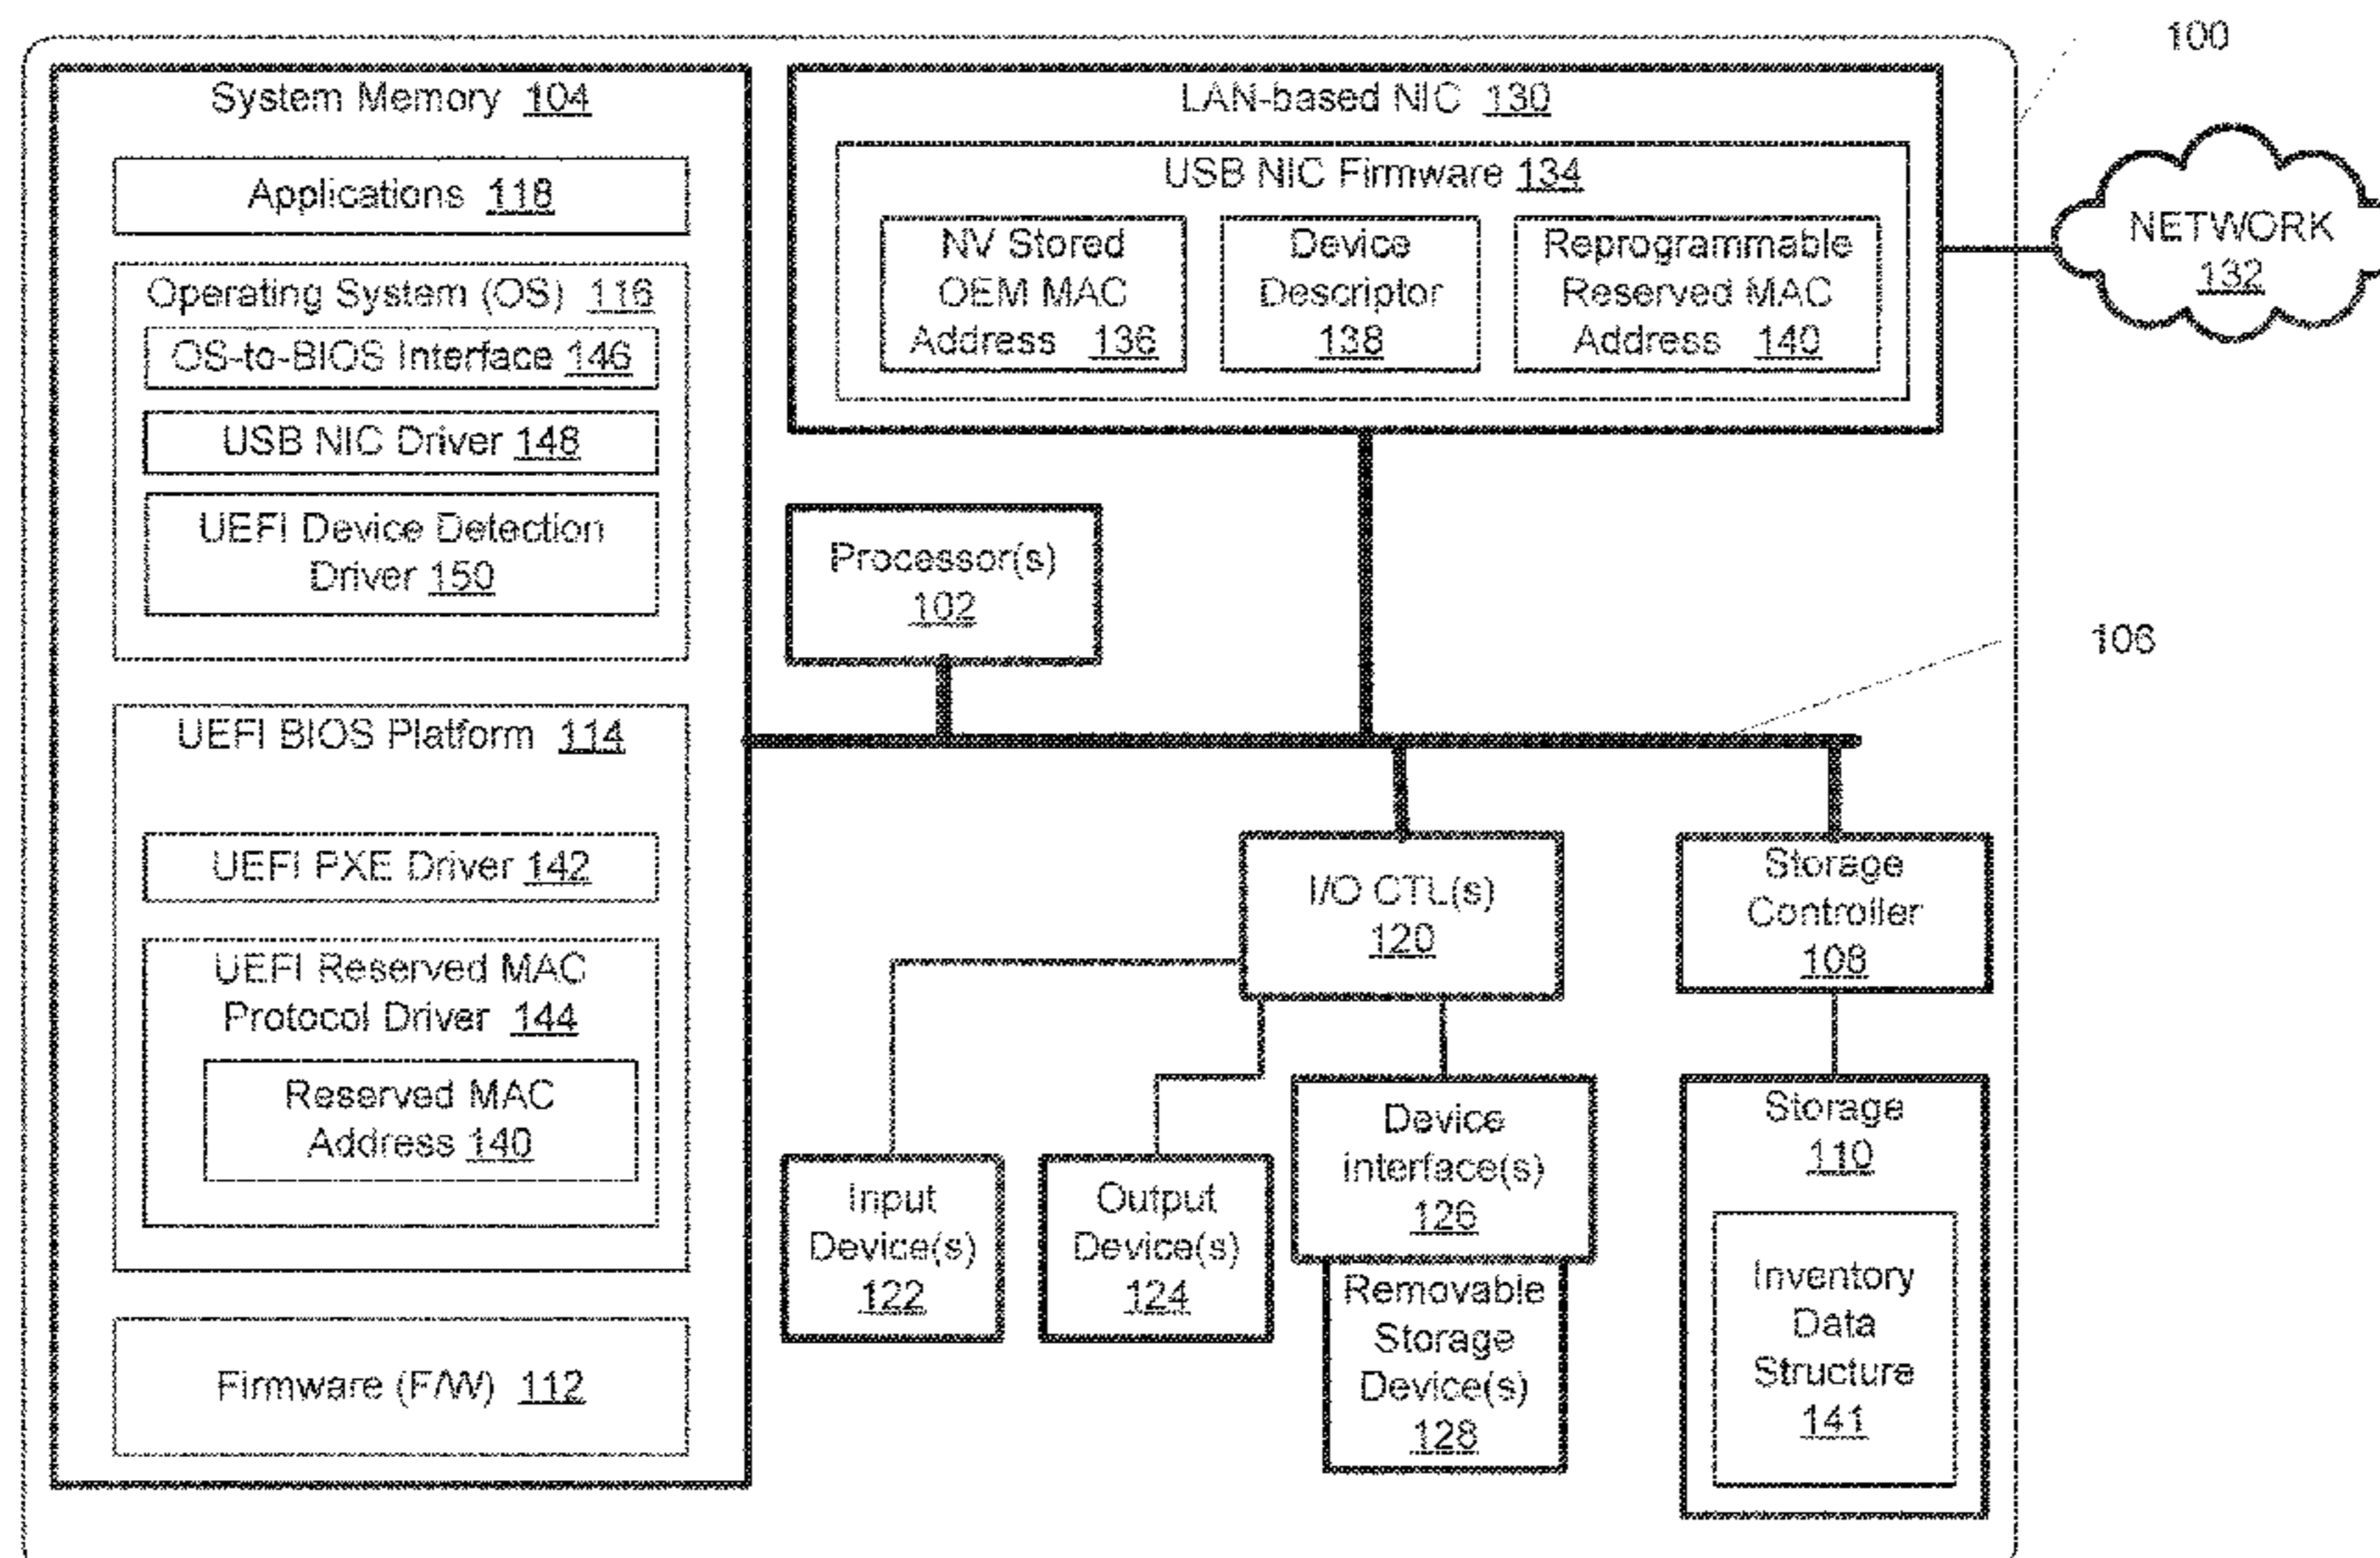 100
System Memory 104
Applications 118
Operating System (OS) 116
OS-to-BIOS Interface 146
USB NIC Driver 148
UEFI Device Detection
Driver 150
UEFI BIOS Platform 114
UEFI PXE Driver 142
UEFI Reserved MAC
Protocol Driver 144
Reserved MAC
Address 140
Firmware (F/W) 112
LAN-based NIC 130
USB NIC Firmware 134
NV Stored
OEM MAC
Address 136
Device
Descriptor
138
Reprogrammable
Reserved MAC
Address 140
NETWORK
132
Processor(s)
102
106
I/O CTL(s)
120
Storage
Controller
108
Input
Device(s)
122
Output
Device(s)
124
Device
interface(s)
126
Removable
Storage
Device(s)
128
Storage
110
Inventory
Data
Structure
141